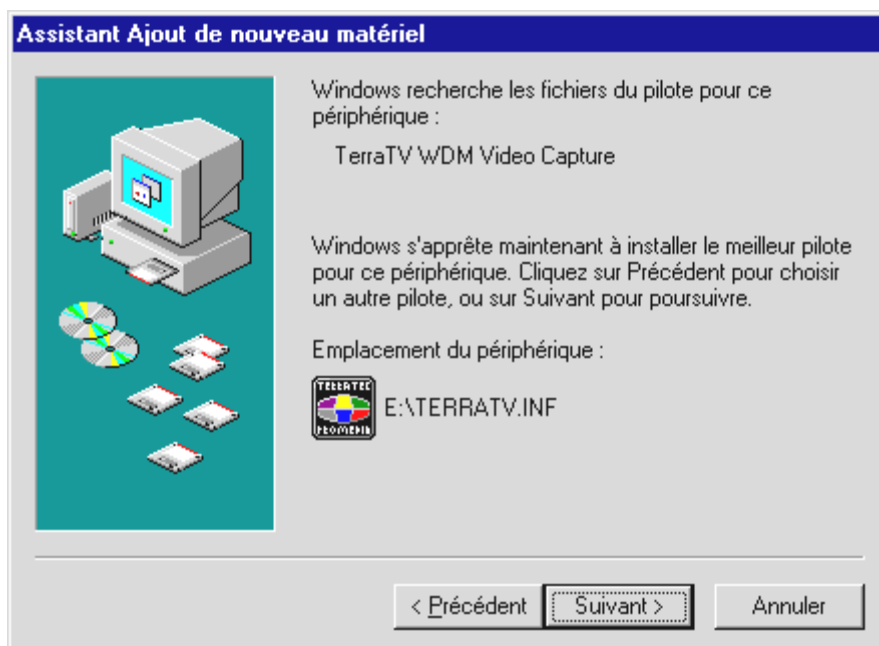 Assistant Ajout de nouveau matériel
Windows recherche les fichiers du pilote pour ce
périphérique :
TerraTV WDM Video Capture
Windows s'apprête maintenant à installer le meilleur pilote
pour ce périphérique. Cliquez sur Précédent pour choisir
un autre pilote, ou sur Suivant pour poursuivre.
Emplacement du périphérique :
TERRATEC
PROMEDIA
E:\TERRATV.INF
< Précédent
Suivant >
Annuler